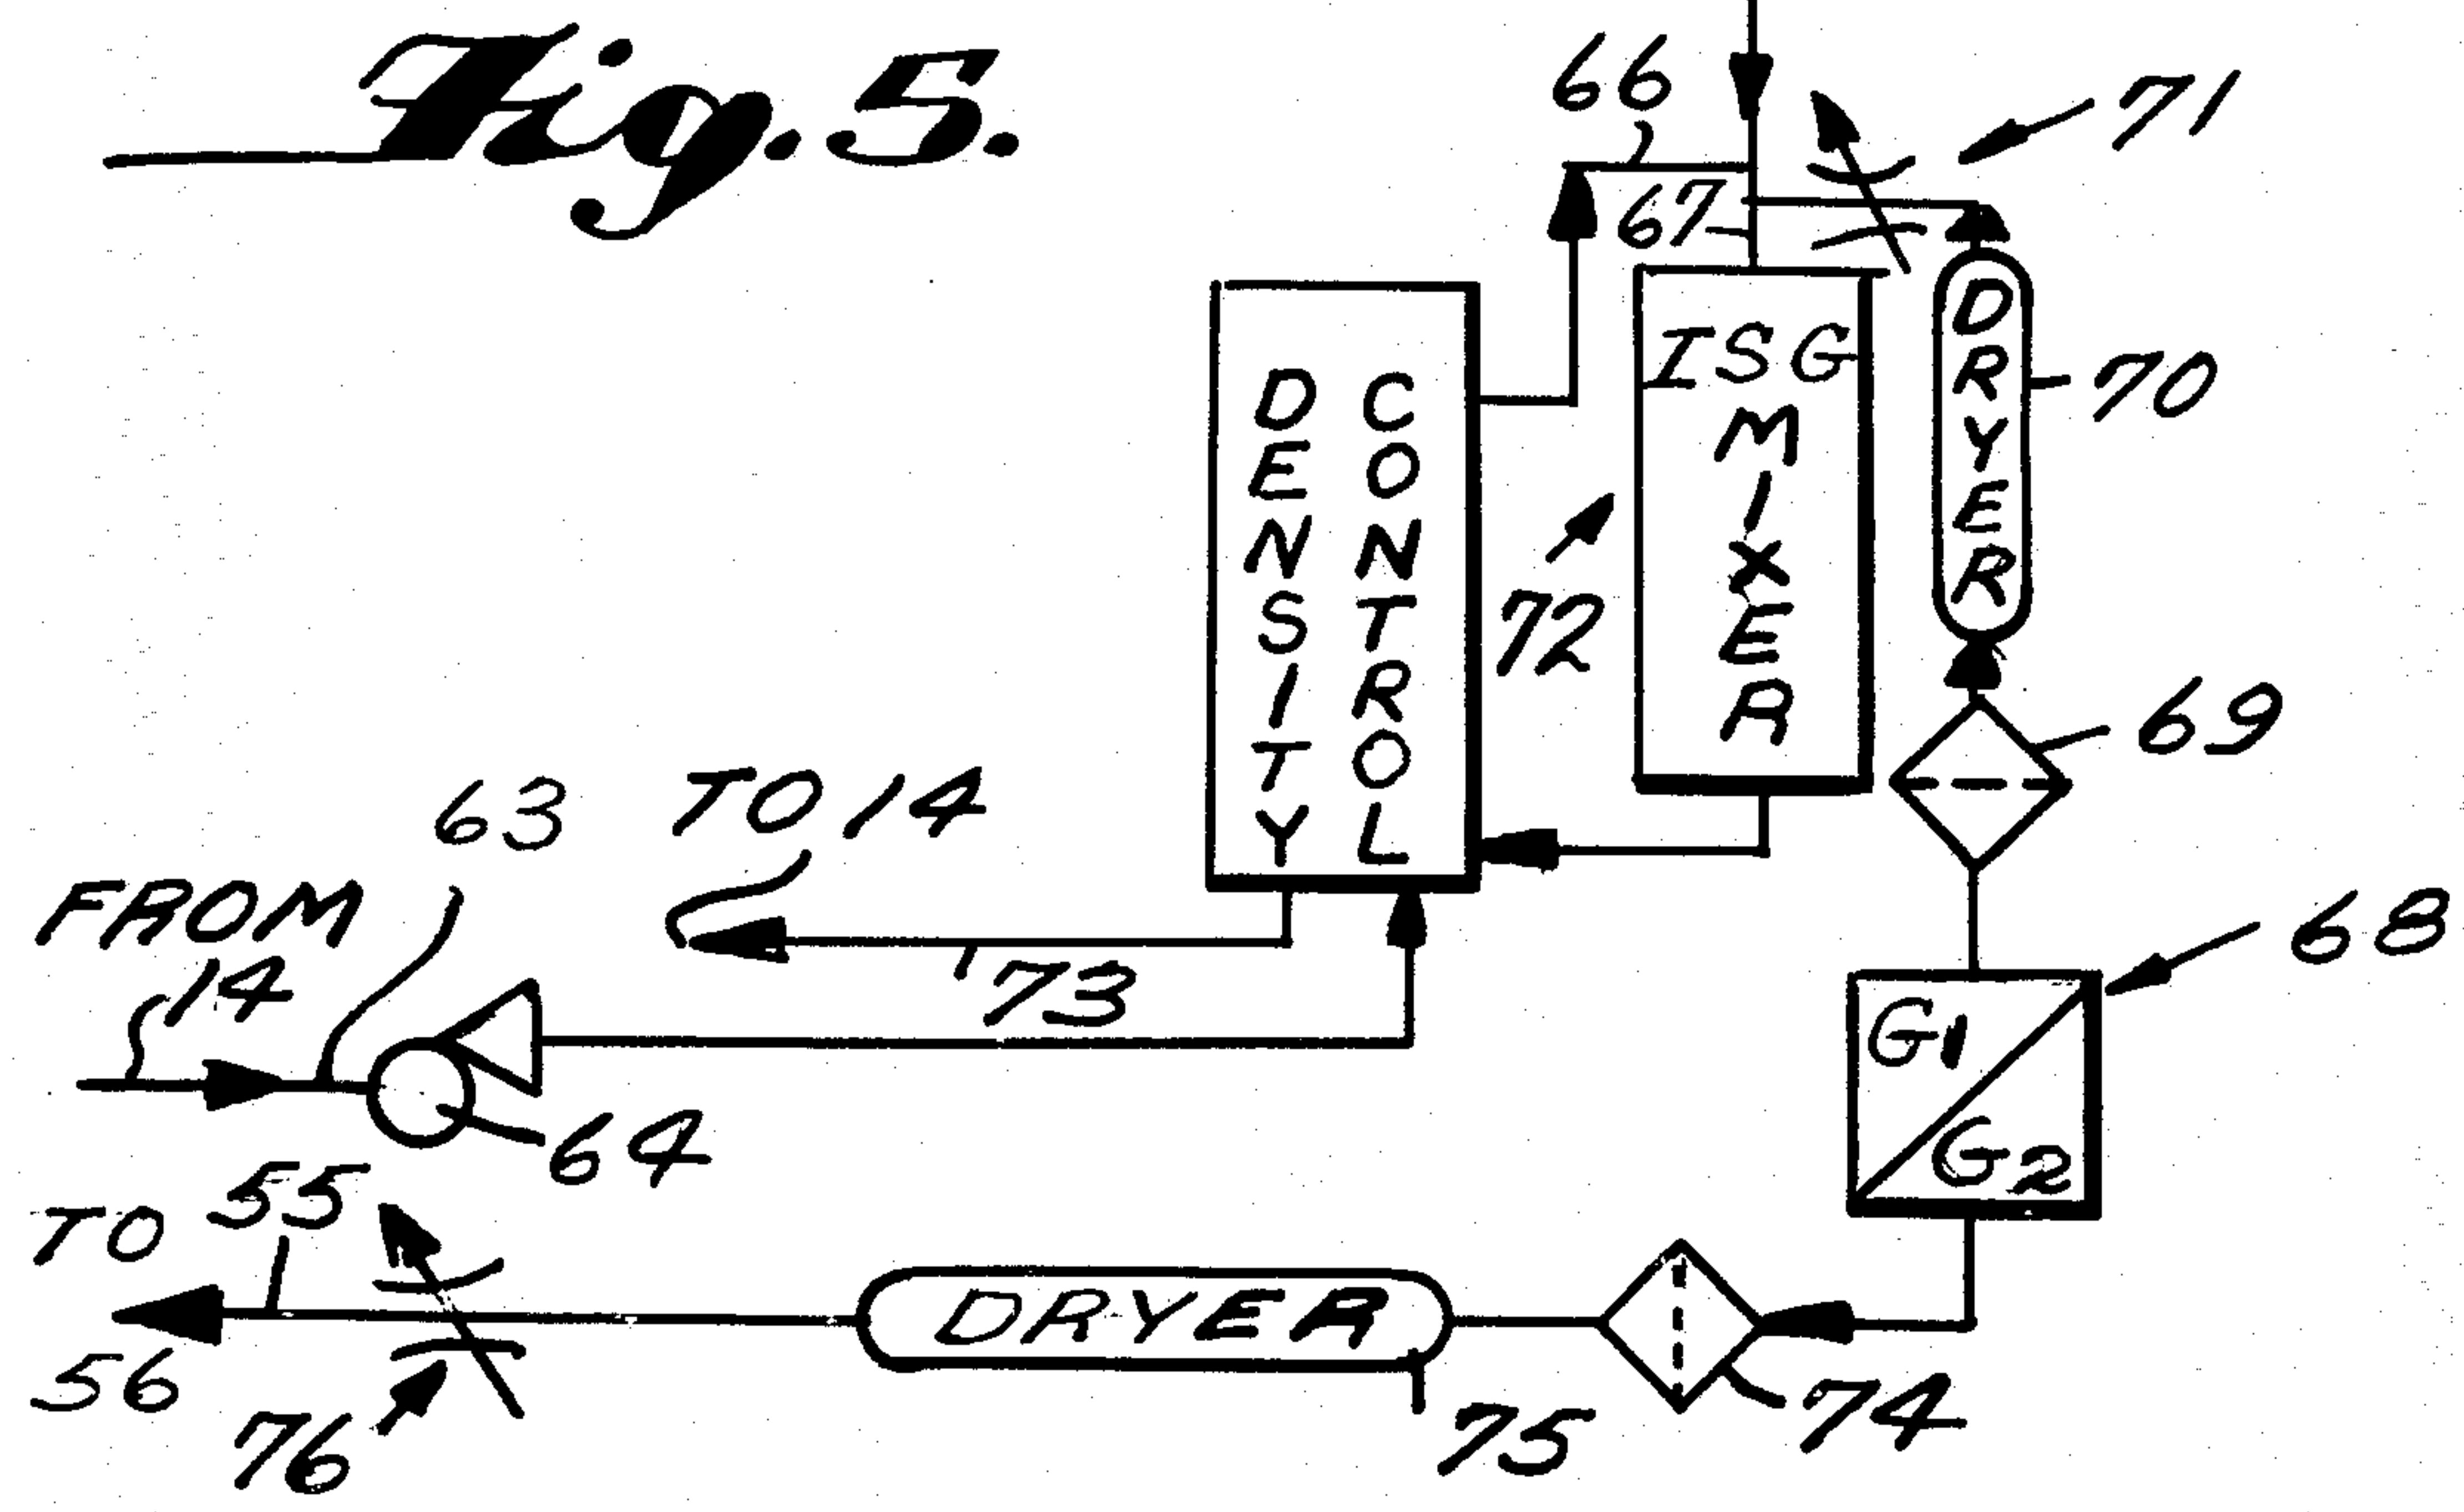 Fig. 5.
66
71
67
ISG
MIXER
DRYER
70
DENSITY
CONTROL
72
69
63
TO 14
FROM
14
73
68
G1
G2
64
55
TO
56
76
DRYER
75
74